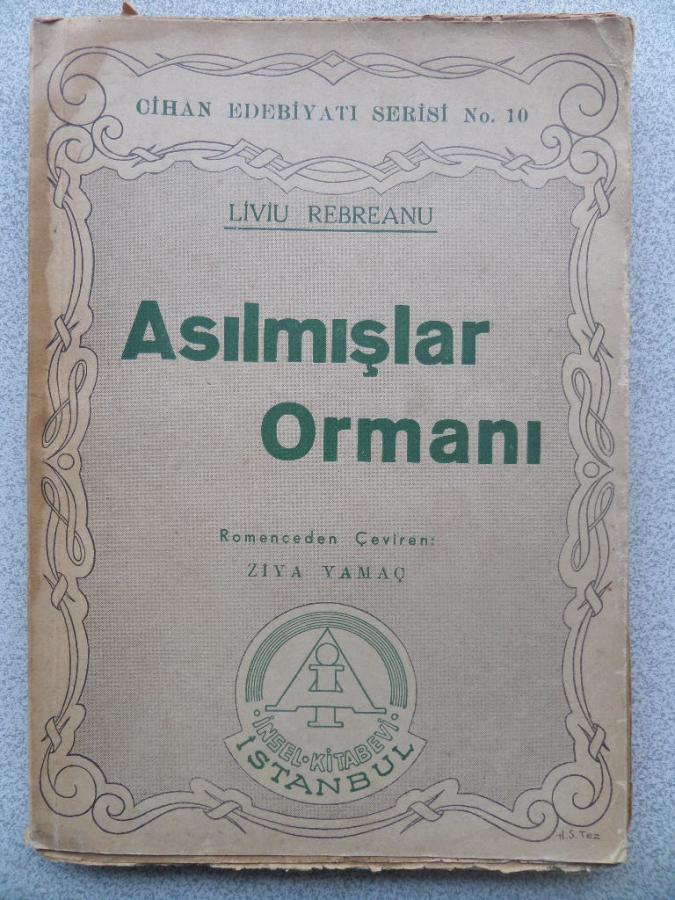 CİHAN EDEBİYATI SERİSİ No. 10
LİVİU REBREANU
Asılmışlar
Ormanı
Romenceden Çeviren:
ZİYA YAMAÇ
İNSEL · KİTABEVİ
İSTANBUL
H. S. TEZ